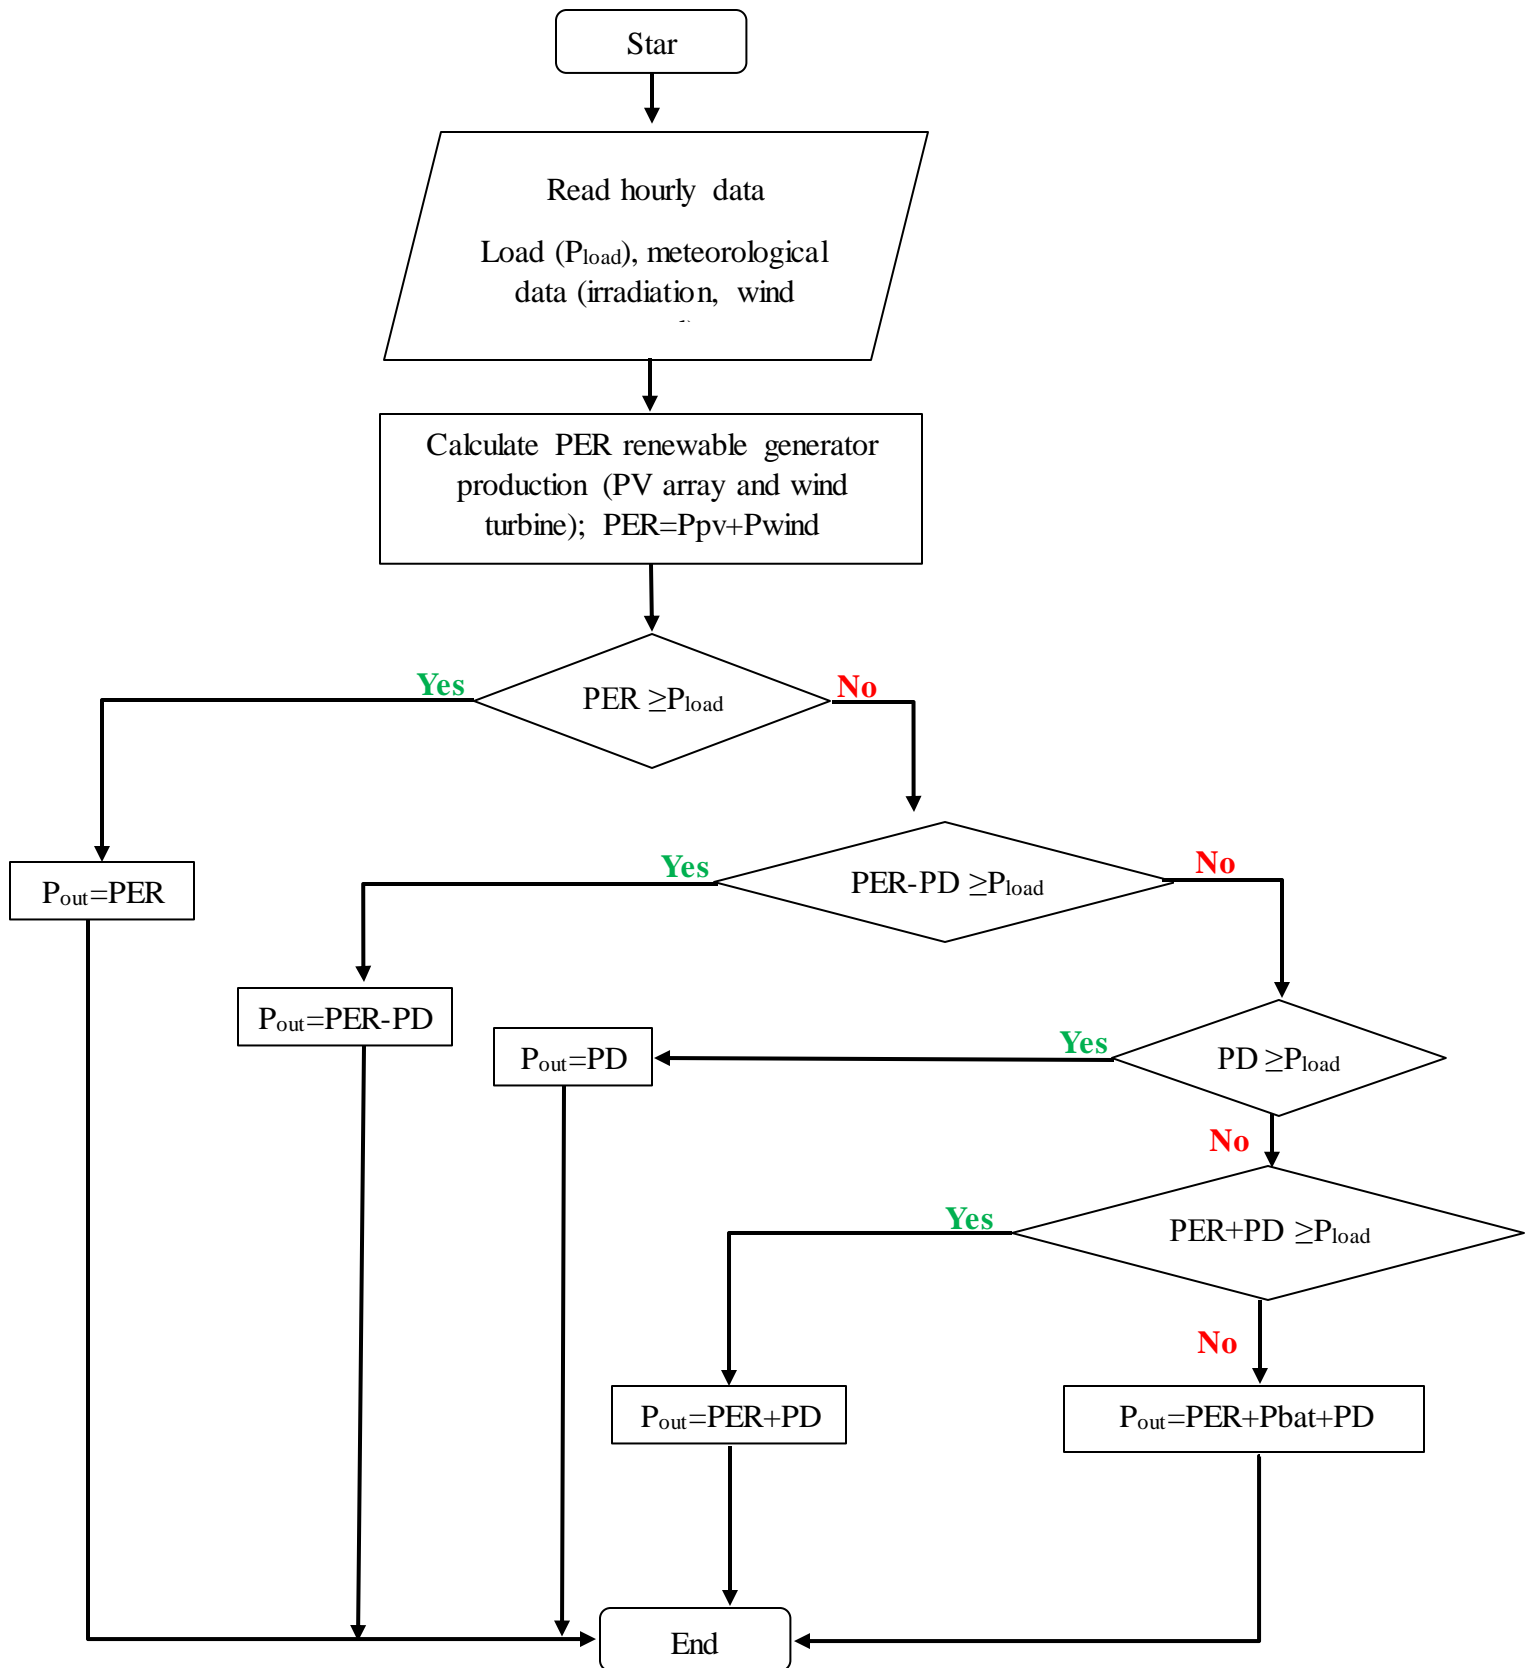 Star
Read hourly data
Load (Pload), meteorological
data (irradiation, wind
Calculate PER renewable generator
production (PV array and wind
turbine); PER=Ppv+Pwind
Yes
PER ≥Pload
No
Yes
PER-PD ≥Pload
No
Pout=PER
Pout=PER-PD
Pout=PD
Yes
PD ≥Pload
No
Yes
PER+PD ≥Pload
No
Pout=PER+PD
Pout=PER+Pbat+PD
End